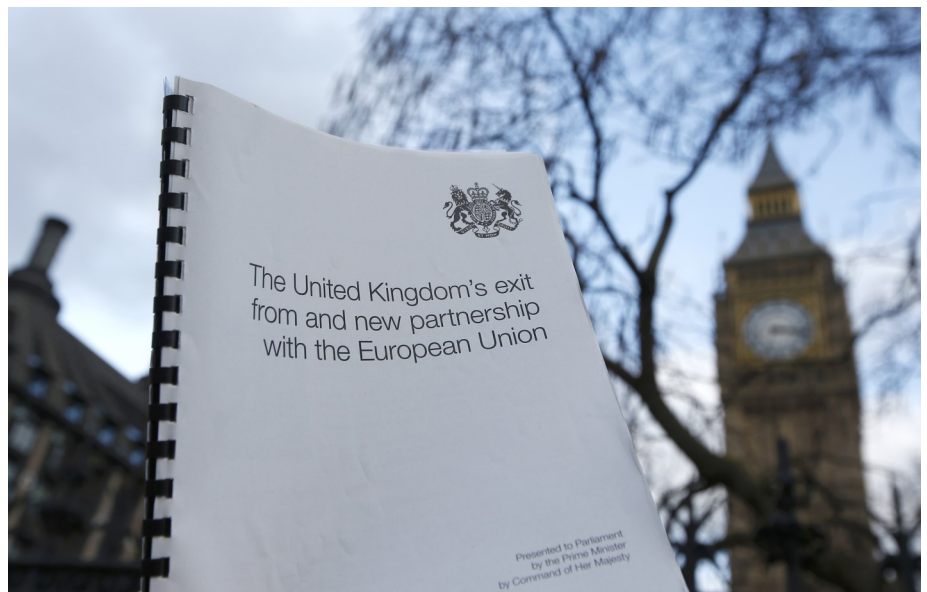 The United Kingdom's exit
from and new partnership
with the European Union
Presented to Parliament
by the Prime Minister
by Command of Her Majesty